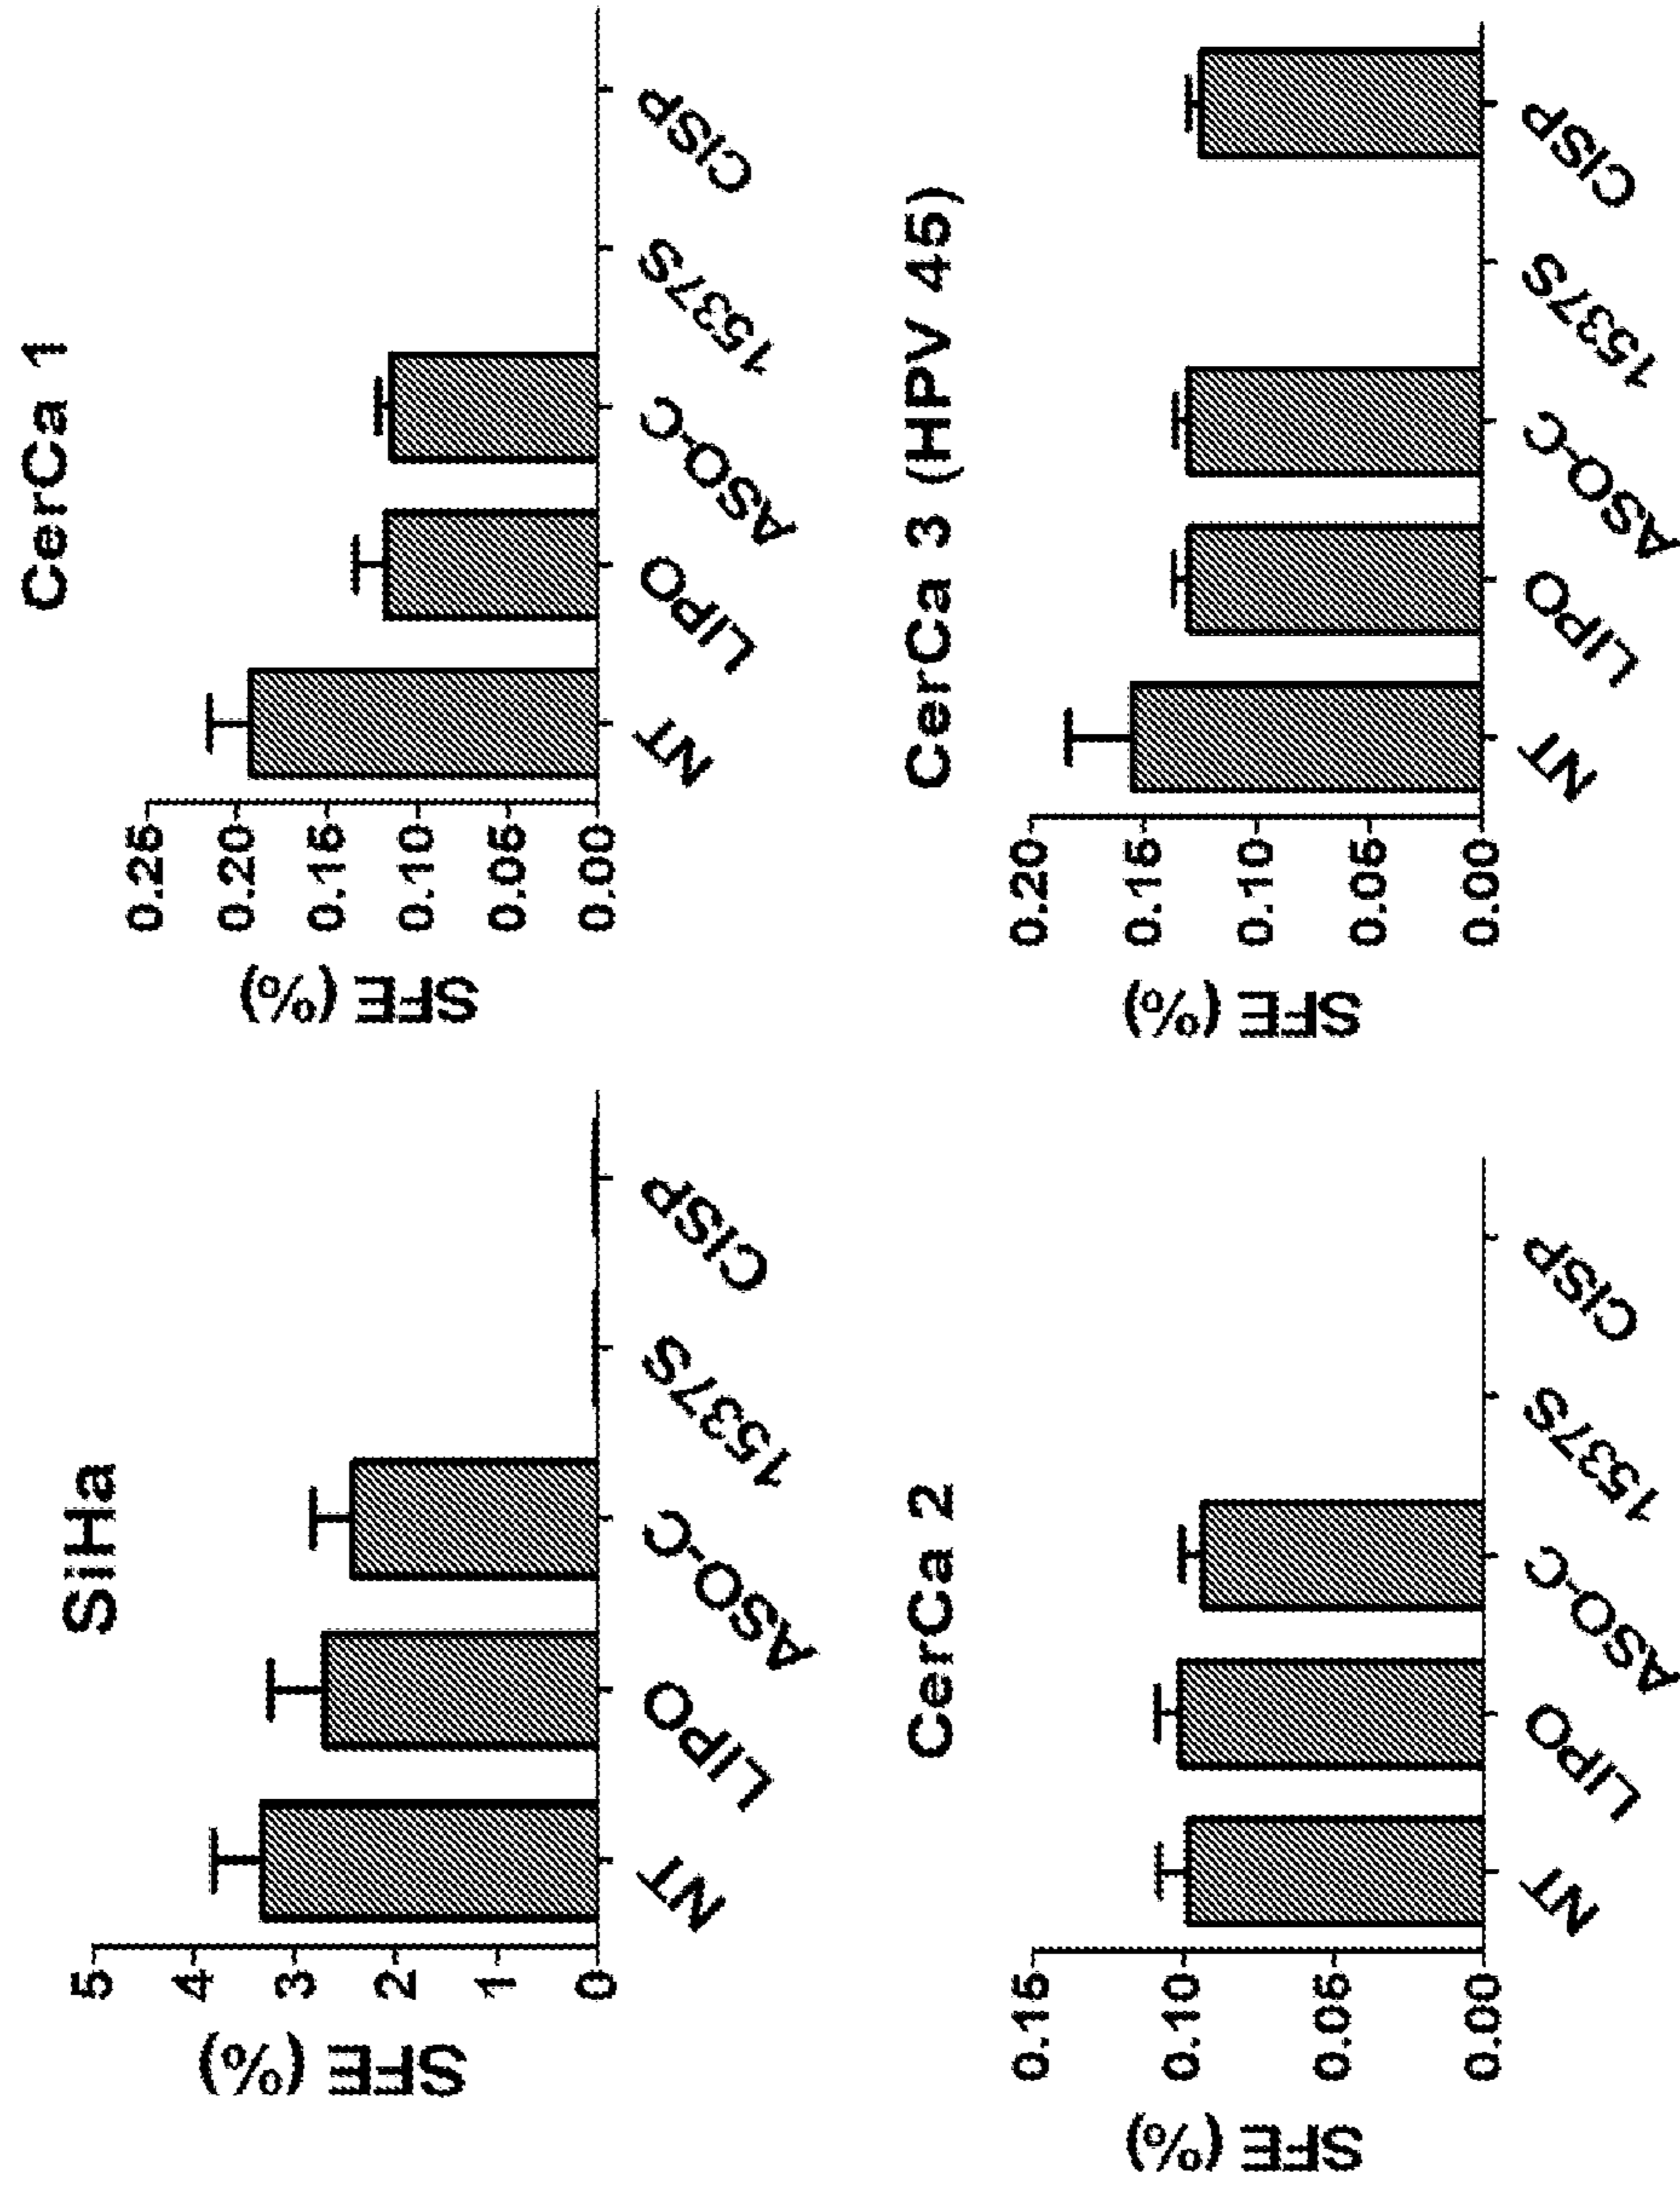 SiHa
SFE (%)
5
4
3
2
1
0
NT
LIPO
ASO-C
1537S
CISP
CerCa 1
SFE (%)
0.25
0.20
0.15
0.10
0.05
0.00
NT
LIPO
ASO-C
1537S
CISP
CerCa 2
SFE (%)
0.15
0.10
0.05
0.00
NT
LIPO
ASO-C
1537S
CISP
CerCa 3 (HPV 45)
SFE (%)
0.20
0.15
0.10
0.05
0.00
NT
LIPO
ASO-C
1537S
CISP